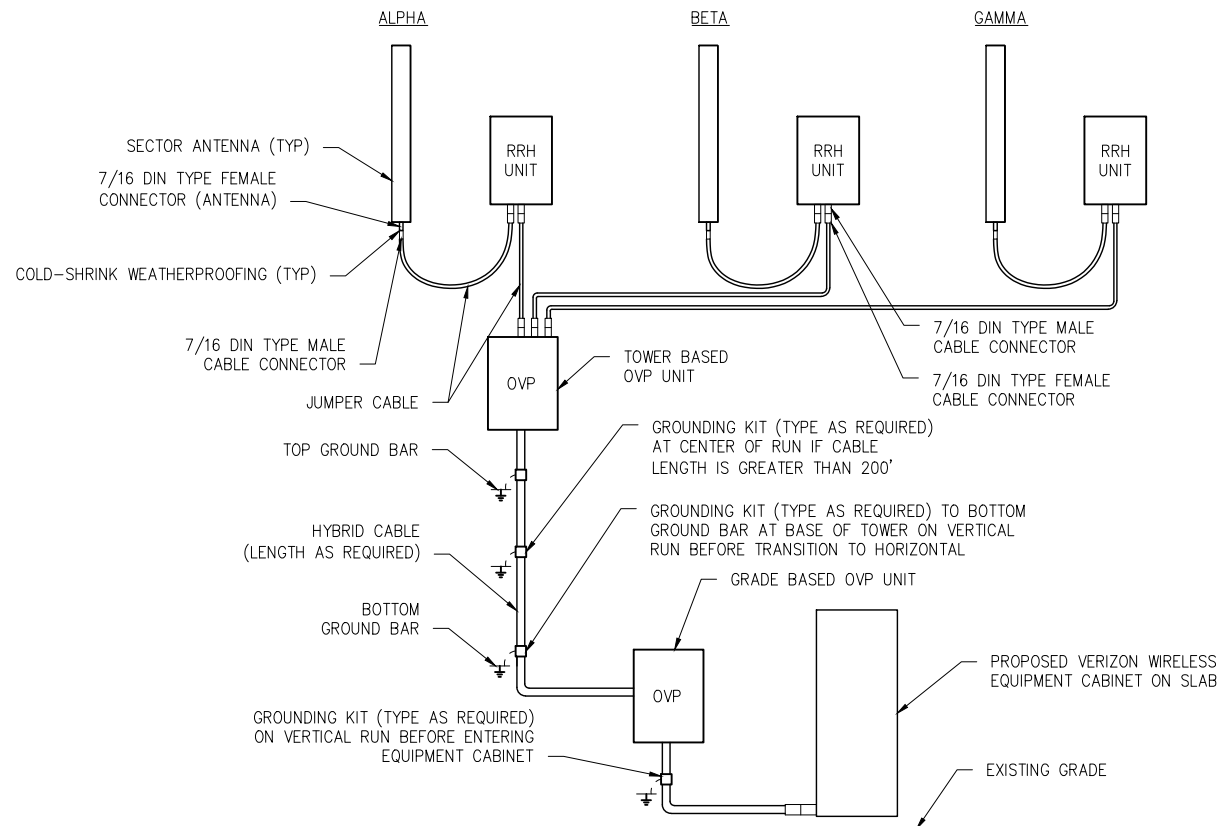 ALPHA
BETA
GAMMA
SECTOR ANTENNA (TYP)
7/16 DIN TYPE FEMALE
CONNECTOR (ANTENNA)
COLD-SHRINK WEATHERPROOFING (TYP)
7/16 DIN TYPE MALE
CABLE CONNECTOR
JUMPER CABLE
RRH
UNIT
RRH
UNIT
RRH
UNIT
7/16 DIN TYPE MALE
CABLE CONNECTOR
7/16 DIN TYPE FEMALE
CABLE CONNECTOR
OVP
TOWER BASED
OVP UNIT
TOP GROUND BAR
GROUNDING KIT (TYPE AS REQUIRED)
AT CENTER OF RUN IF CABLE
LENGTH IS GREATER THAN 200'
HYBRID CABLE
(LENGTH AS REQUIRED)
GROUNDING KIT (TYPE AS REQUIRED) TO BOTTOM
GROUND BAR AT BASE OF TOWER ON VERTICAL
RUN BEFORE TRANSITION TO HORIZONTAL
GRADE BASED OVP UNIT
BOTTOM
GROUND BAR
OVP
PROPOSED VERIZON WIRELESS
EQUIPMENT CABINET ON SLAB
GROUNDING KIT (TYPE AS REQUIRED)
ON VERTICAL RUN BEFORE ENTERING
EQUIPMENT CABINET
EXISTING GRADE